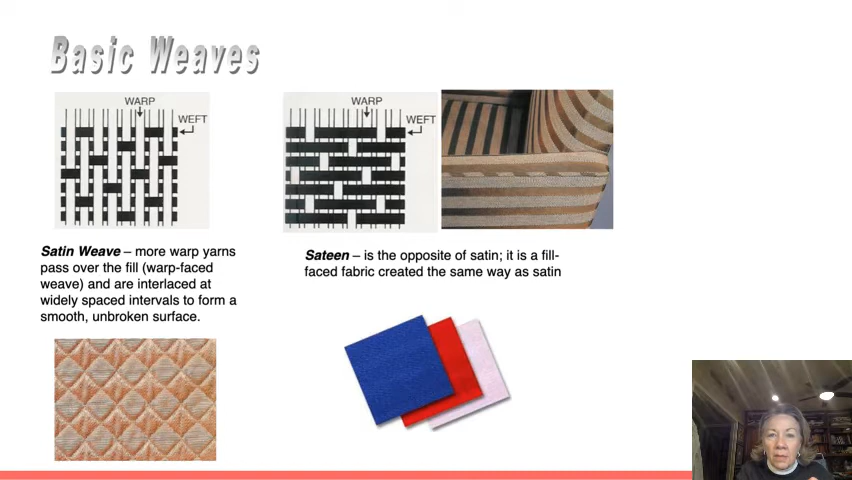 Basic Weaves
WARP
WEFT
WARP
WEFT
Satin Weave – more warp yarns
pass over the fill (warp-faced
weave) and are interlaced at
widely spaced intervals to form a
smooth, unbroken surface.
Sateen – is the opposite of satin; it is a fill-
faced fabric created the same way as satin